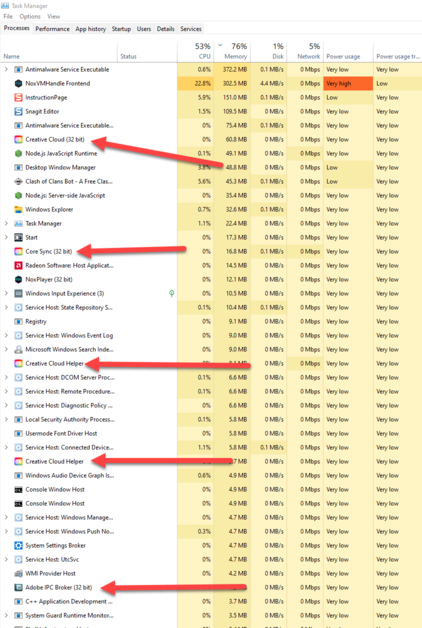 Task Manager
File Options View
Processes Performance App history Startup Users Details Services
53% 76% 1% 5%
Name Status CPU Memory Disk Network Power usage Power usage tr...
Antimalware Service Executable 0.6% 372.2 MB 0.1 MB/s 0 Mbps Very low Very low
NoxVMHandle Frontend 22.8% 302.5 MB 4.4 MB/s 0 Mbps Very high Low
InstructionPage 5.9% 151.0 MB 0.1 MB/s 0 Mbps Low Very low
Snagit Editor 1.5% 109.5 MB 0 MB/s 0 Mbps Very low Very low
Antimalware Service Executable... 0% 75.4 MB 0.1 MB/s 0 Mbps Very low Very low
Creative Cloud (32 bit) 0% 60.8 MB 0 MB/s 0 Mbps Very low Very low
Node.js JavaScript Runtime 0.1% 49.1 MB 0 MB/s 0 Mbps Very low Very low
Desktop Window Manager 48.8 MB 0 MB/s 0 Mbps Low Very low
Clash of Clans Bot - A Free Clas... 5.6% 45.3 MB 0.1 MB/s 0 Mbps Low Very low
Node.js: Server-side JavaScript 0% 35.4 MB 0 MB/s 0 Mbps Very low Very low
Windows Explorer 0.7% 32.6 MB 0.1 MB/s 0 Mbps Very low Very low
Task Manager 1.1% 22.4 MB 0 MB/s 0 Mbps Very low Very low
Start 0% 17.3 MB 0 MB/s 0 Mbps Very low Very low
Core Sync (32 bit) 0% 16.8 MB 0.1 MB/s 0 Mbps Very low Very low
Radeon Software: Host Applicat... 0% 14.5 MB 0 MB/s 0 Mbps Very low Very low
NoxPlayer (32 bit) 0% 12.1 MB 0 MB/s 0 Mbps Very low Very low
Windows Input Experience (3) 0% 10.5 MB 0 MB/s 0 Mbps Very low Very low
Service Host: State Repository S... 0.1% 10.4 MB 0.1 MB/s 0 Mbps Very low Very low
Registry 0% 9.1 MB 0 MB/s 0 Mbps Very low Very low
Service Host: Windows Event Log 0% 9.0 MB 0 MB/s 0 Mbps Very low Very low
Microsoft Windows Search Inde... 0% 9.0 MB 0 MB/s 0 Mbps Very low Very low
Creative Cloud Helper 0 MB/s 0 Mbps Very low Very low
Service Host: DCOM Server Proc... 0.1% 6.6 MB 0 MB/s 0 Mbps Very low Very low
Service Host: Remote Procedure... 0.1% 6.6 MB 0 MB/s 0 Mbps Very low Very low
Service Host: Diagnostic Policy ... 0% 6.6 MB 0 MB/s 0 Mbps Very low Very low
Local Security Authority Process... 0.1% 5.8 MB 0 MB/s 0 Mbps Very low Very low
Usermode Font Driver Host 0% 5.8 MB 0 MB/s 0 Mbps Very low Very low
Service Host: Connected Device... 1.1% 5.8 MB 0.1 MB/s 0 Mbps Very low Very low
Creative Cloud Helper MB 0 MB/s 0 Mbps Very low Very low
Windows Audio Device Graph Is... 0.6% 4.9 MB 0 MB/s 0 Mbps Very low Very low
Console Window Host 0% 4.9 MB 0 MB/s 0 Mbps Very low Very low
Console Window Host 0% 4.9 MB 0 MB/s 0 Mbps Very low Very low
Service Host: Windows Manage... 0% 4.7 MB 0 MB/s 0 Mbps Very low Very low
Service Host: Windows Push No... 0.3% 4.7 MB 0 MB/s 0 Mbps Very low Very low
System Settings Broker 0% 4.7 MB 0 MB/s 0 Mbps Very low Very low
Service Host: UtcSvc 0% 4.7 MB 0 MB/s 0 Mbps Very low Very low
WMI Provider Host 0% 4.2 MB 0 MB/s 0 Mbps Very low Very low
Adobe IPC Broker (32 bit) 0 MB/s 0 Mbps Very low Very low
C++ Application Development ... 0% 3.7 MB 0 MB/s 0 Mbps Very low Very low
System Guard Runtime Monitor... 0% 3.5 MB 0 MB/s 0 Mbps Very low Very low